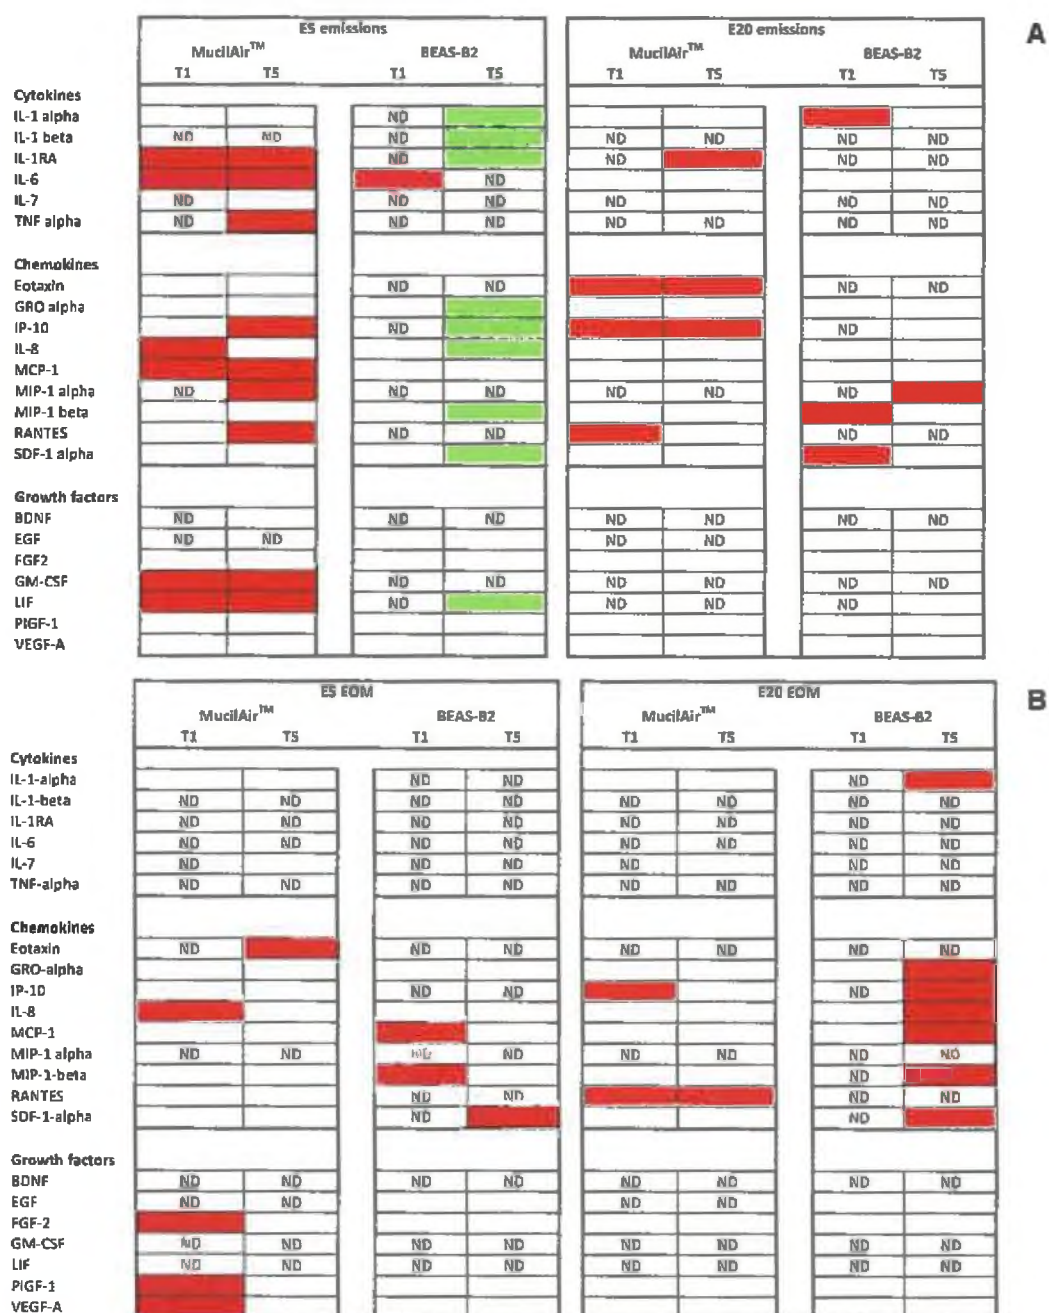 E5 emissions E20 emissions A
MucilAir™ BEAS-B2 MucilAir™ BEAS-B2
T1 T5 T1 T5 T1 T5 T1 T5
Cytokines
IL-1 alpha ND
IL-1 beta ND ND ND ND ND ND ND
IL-1RA ND ND ND ND
IL-6 ND
IL-7 ND ND ND ND ND ND
TNF alpha ND ND ND ND ND ND ND
Chemokines
Eotaxin ND ND ND ND
GRO alpha
IP-10 ND ND
IL-8
MCP-1
MIP-1 alpha ND ND ND ND ND ND
MIP-1 beta
RANTES ND ND ND ND
SDF-1 alpha
Growth factors
BDNF ND ND ND ND ND ND ND
EGF ND ND ND ND
FGF2
GM-CSF ND ND ND ND ND ND
LIF ND ND ND ND
PIGF-1
VEGF-A
E5 EOM E20 EOM B
MucilAir™ BEAS-B2 MucilAir™ BEAS-B2
T1 T5 T1 T5 T1 T5 T1 T5
Cytokines
IL-1-alpha ND ND ND
IL-1-beta ND ND ND ND ND ND ND ND
IL-1RA ND ND ND ND ND ND ND ND
IL-6 ND ND ND ND ND ND ND ND
IL-7 ND ND ND ND ND ND
TNF-alpha ND ND ND ND ND ND ND ND
Chemokines
Eotaxin ND ND ND ND ND ND ND
GRO-alpha
IP-10 ND ND ND
IL-8
MCP-1
MIP-1 alpha ND ND ND ND ND ND ND ND
MIP-1-beta ND
RANTES ND ND ND ND
SDF-1-alpha ND ND
Growth factors
BDNF ND ND ND ND ND ND ND ND
EGF ND ND ND ND
FGF-2
GM-CSF ND ND ND ND ND ND ND ND
LIF ND ND ND ND ND ND ND ND
PIGF-1
VEGF-A